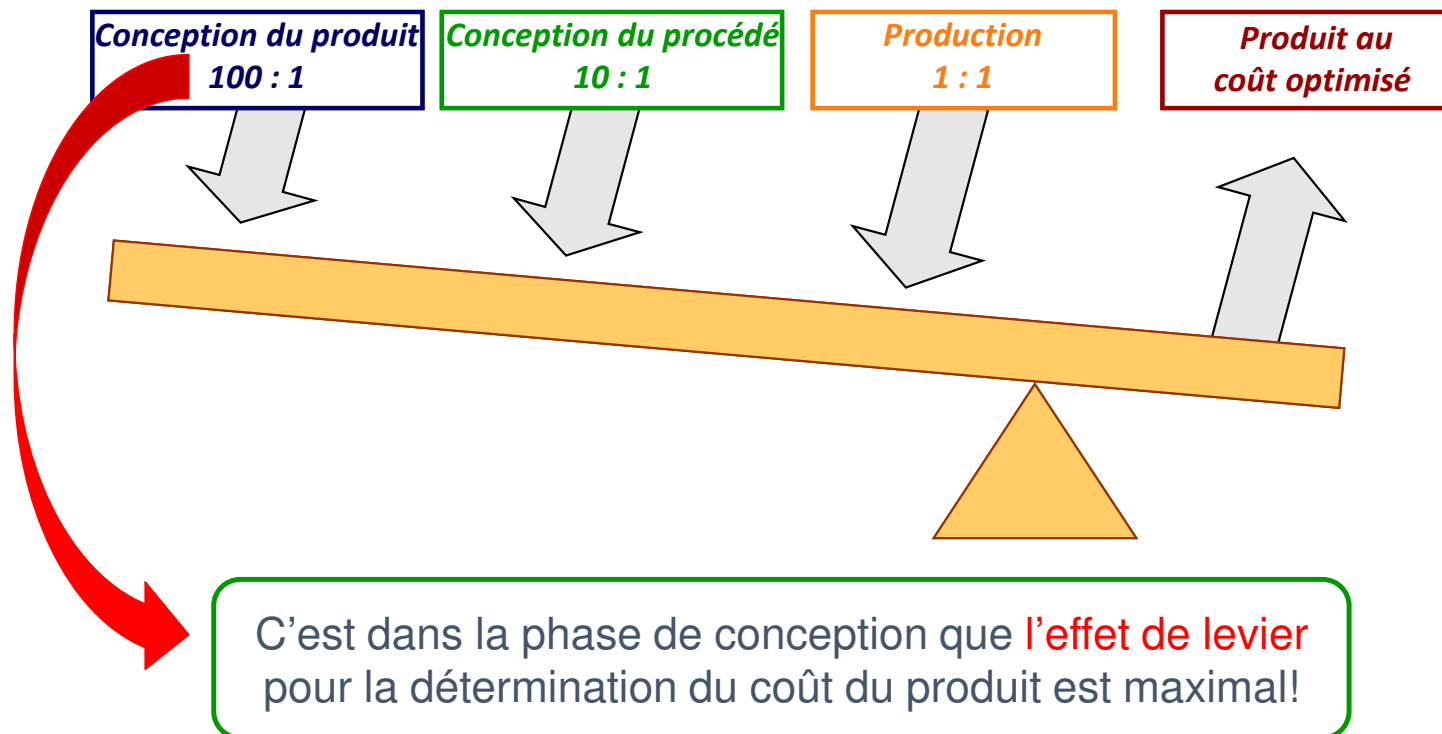 Conception du produit
100 : 1
Conception du procédé
10 : 1
Production
1 : 1
Produit au
coût optimisé
C’est dans la phase de conception que l’effet de levier
pour la détermination du coût du produit est maximal!